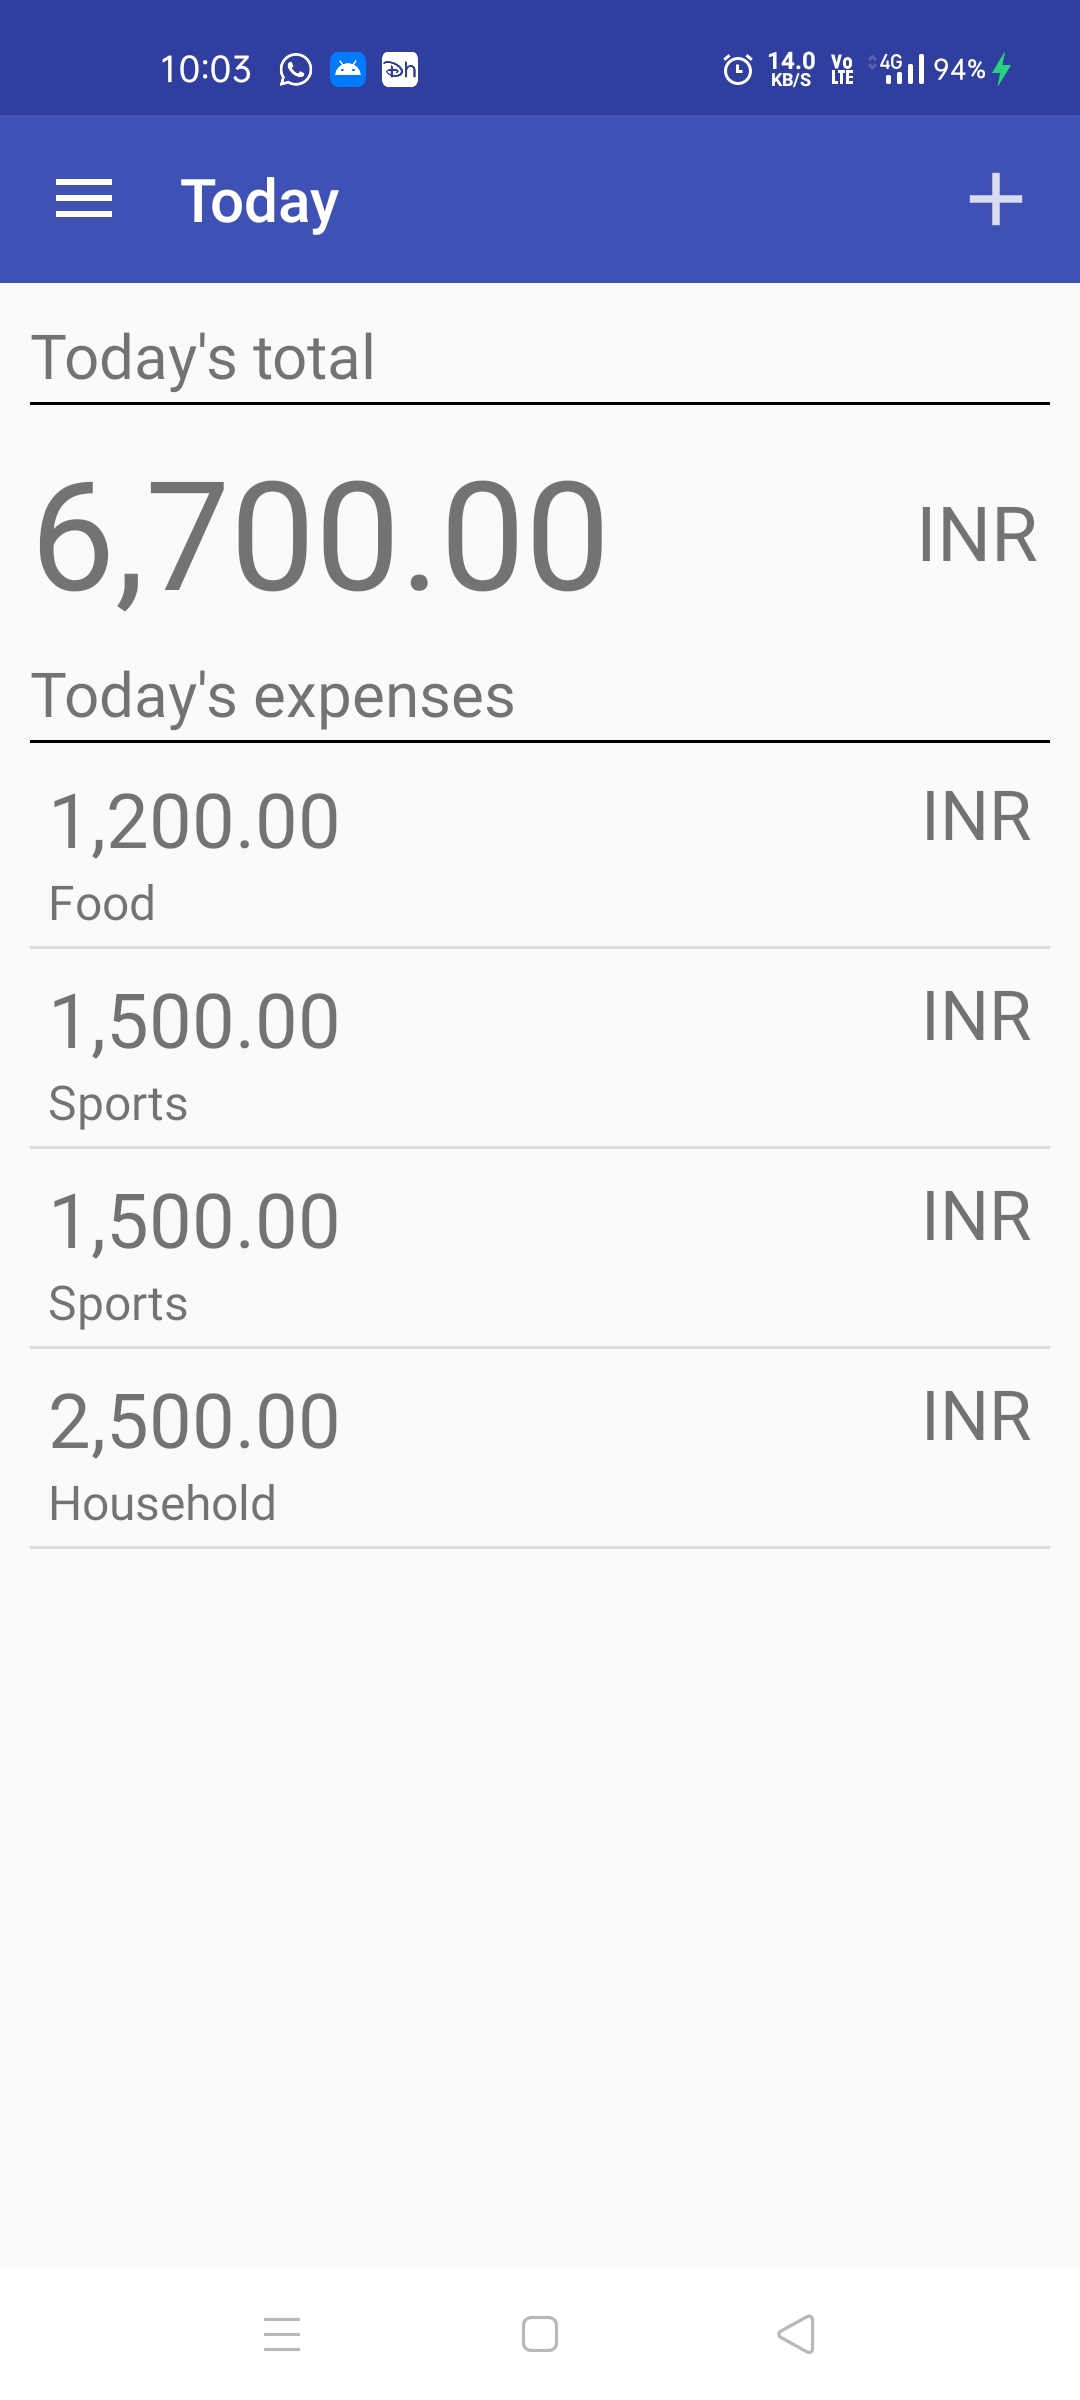 10:03 14.0 KB/S Vo LTE 4G 94%
Today
Today's total
6,700.00 INR
Today's expenses
1,200.00 INR
Food
1,500.00 INR
Sports
1,500.00 INR
Sports
2,500.00 INR
Household